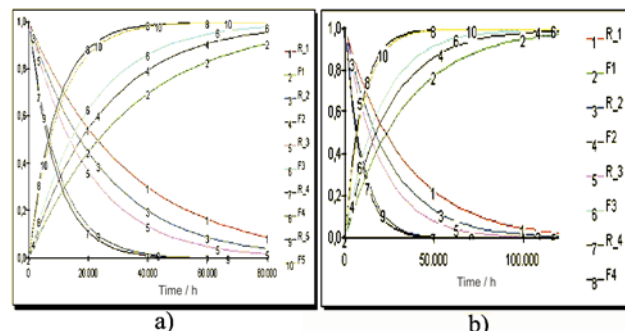 1,0
0,8
0,6
0,4
0,2
0,0
0
20.000
40.000
60.000
80.000
Time / h
1 R_1
2 F1
3 R_2
4 F2
5 R_3
6 F3
7 R_4
8 F4
9 R_5
10 F5
a)
1,0
0,8
0,6
0,4
0,2
0,0
0
50.000
100.000
Time / h
1 R_1
2 F1
3 R_2
4 F2
5 R_3
6 F3
7 R_4
8 F4
b)